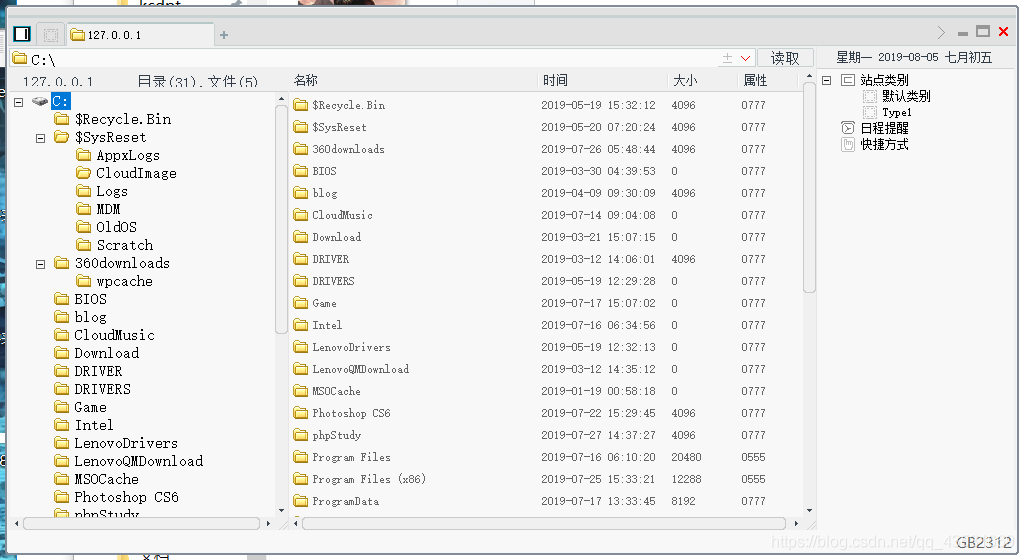 127.0.0.1
C:\
读取
星期一 2019-08-05 七月初五
127.0.0.1 目录(31),文件(5)
C:
$Recycle.Bin
$SysReset
AppxLogs
CloudImage
Logs
MDM
OldOS
Scratch
360downloads
wpcache
BIOS
blog
CloudMusic
Download
DRIVER
DRIVERS
Game
Intel
LenovoDrivers
LenovoQMDownload
MSOCache
Photoshop CS6
phpStudy
名称 时间 大小 属性
$Recycle.Bin 2019-05-19 15:32:12 4096 0777
$SysReset 2019-05-20 07:20:24 4096 0777
360downloads 2019-07-26 05:48:44 4096 0777
BIOS 2019-03-30 04:39:53 0 0777
blog 2019-04-09 09:30:09 4096 0777
CloudMusic 2019-07-14 09:04:08 0 0777
Download 2019-03-21 15:07:15 0 0777
DRIVER 2019-03-12 14:06:01 4096 0777
DRIVERS 2019-05-19 12:29:28 0 0777
Game 2019-07-17 15:07:02 0 0777
Intel 2019-07-16 06:34:56 0 0777
LenovoDrivers 2019-05-19 12:32:13 0 0777
LenovoQMDownload 2019-03-12 14:35:12 0 0777
MSOCache 2019-01-19 00:58:18 0 0777
Photoshop CS6 2019-07-22 15:29:45 4096 0777
phpStudy 2019-07-27 14:37:27 4096 0777
Program Files 2019-07-16 06:10:20 20480 0555
Program Files (x86) 2019-07-25 15:33:21 12288 0555
ProgramData 2019-07-17 13:33:45 8192 0777
站点类别
默认类别
Type1
日程提醒
快捷方式
GB2312